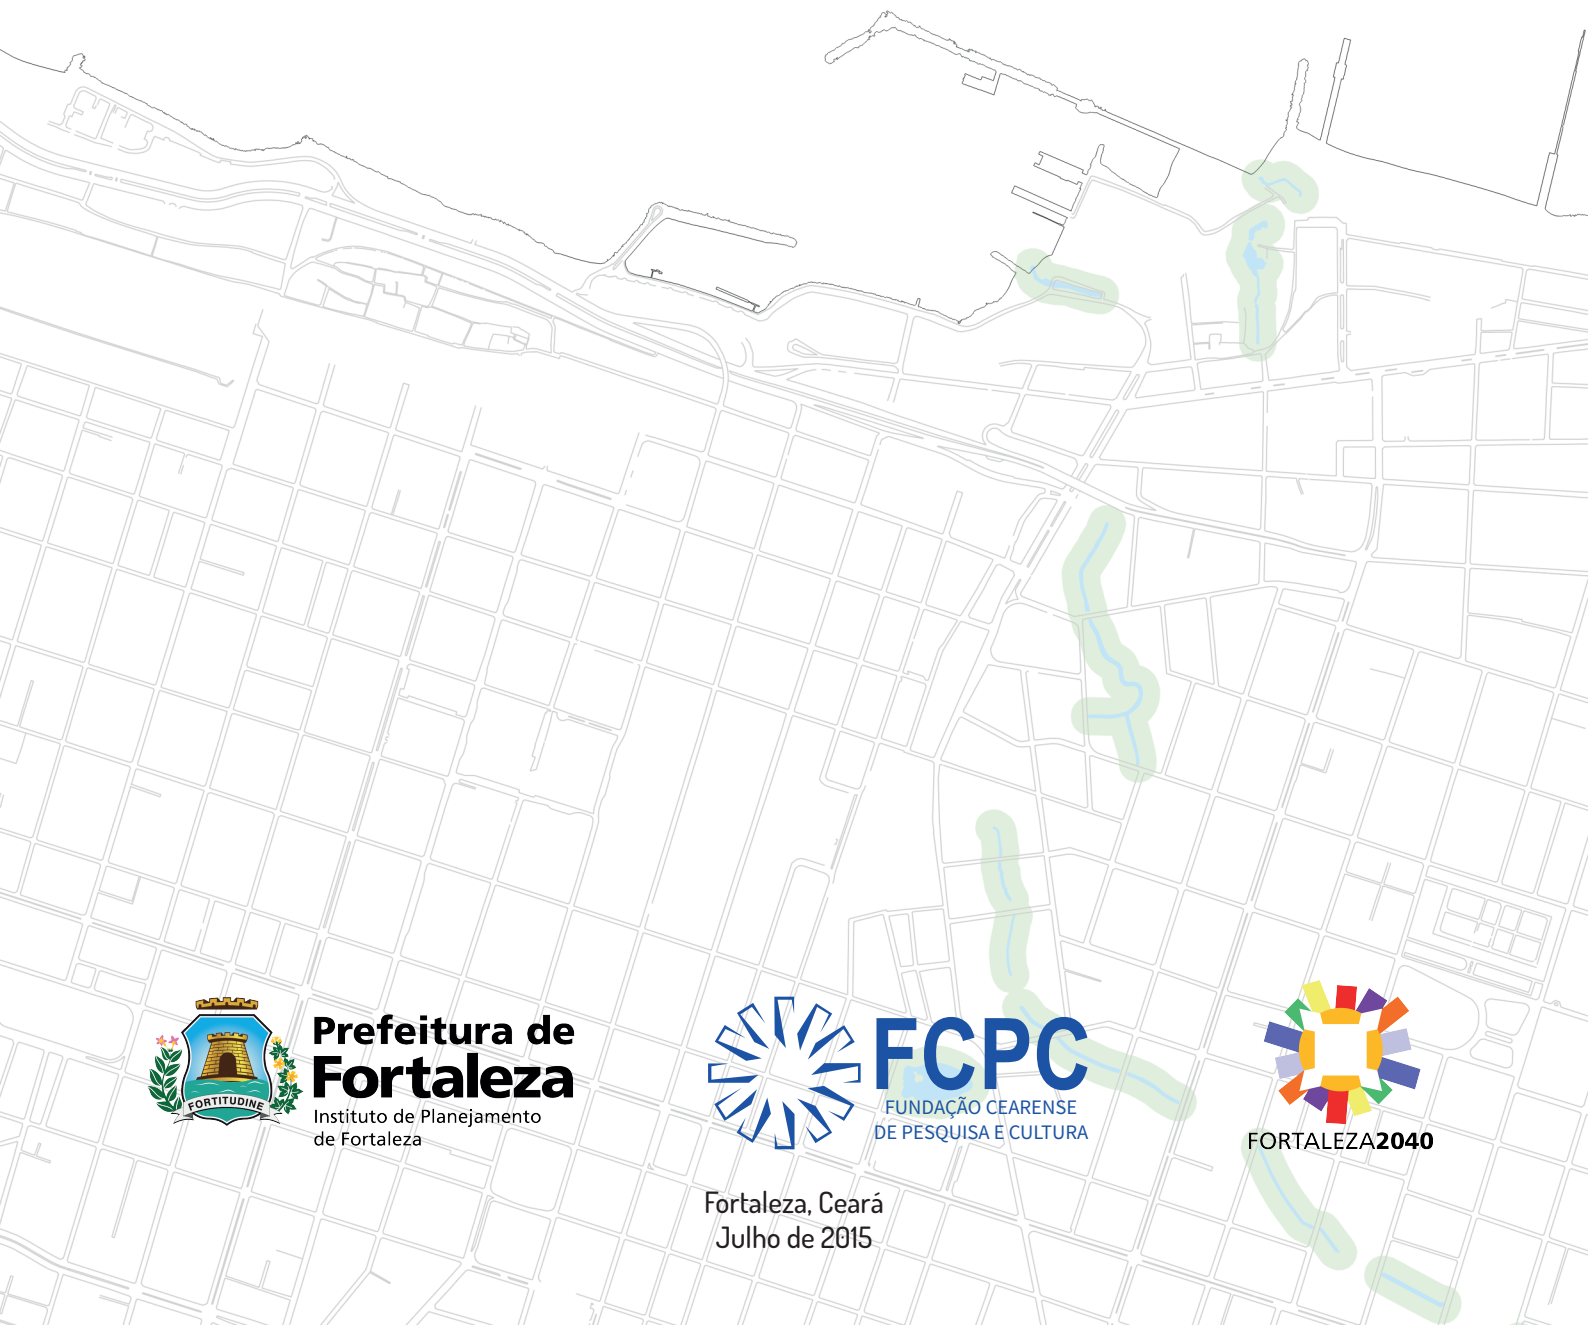 Prefeitura de
Fortaleza
Instituto de Planejamento
de Fortaleza
FORTITUDINE
FCPC
FUNDAÇÃO CEARENSE
DE PESQUISA E CULTURA
FORTALEZA2040
Fortaleza, Ceará
Julho de 2015